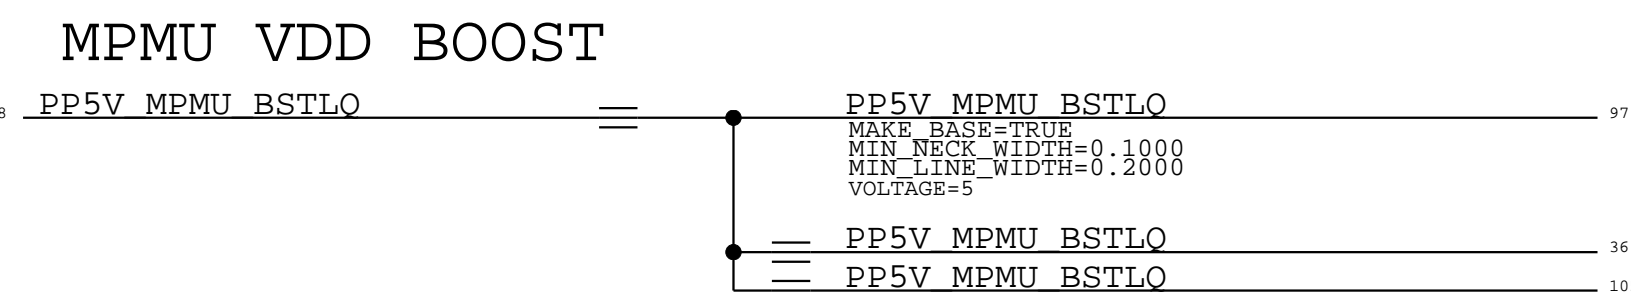 MPMU VDD BOOST
8 PP5V_MPMU_BSTLQ PP5V_MPMU_BSTLQ 97
MAKE_BASE=TRUE
MIN_NECK_WIDTH=0.1000
MIN_LINE_WIDTH=0.2000
VOLTAGE=5
PP5V_MPMU_BSTLQ 36
PP5V_MPMU_BSTLQ 10